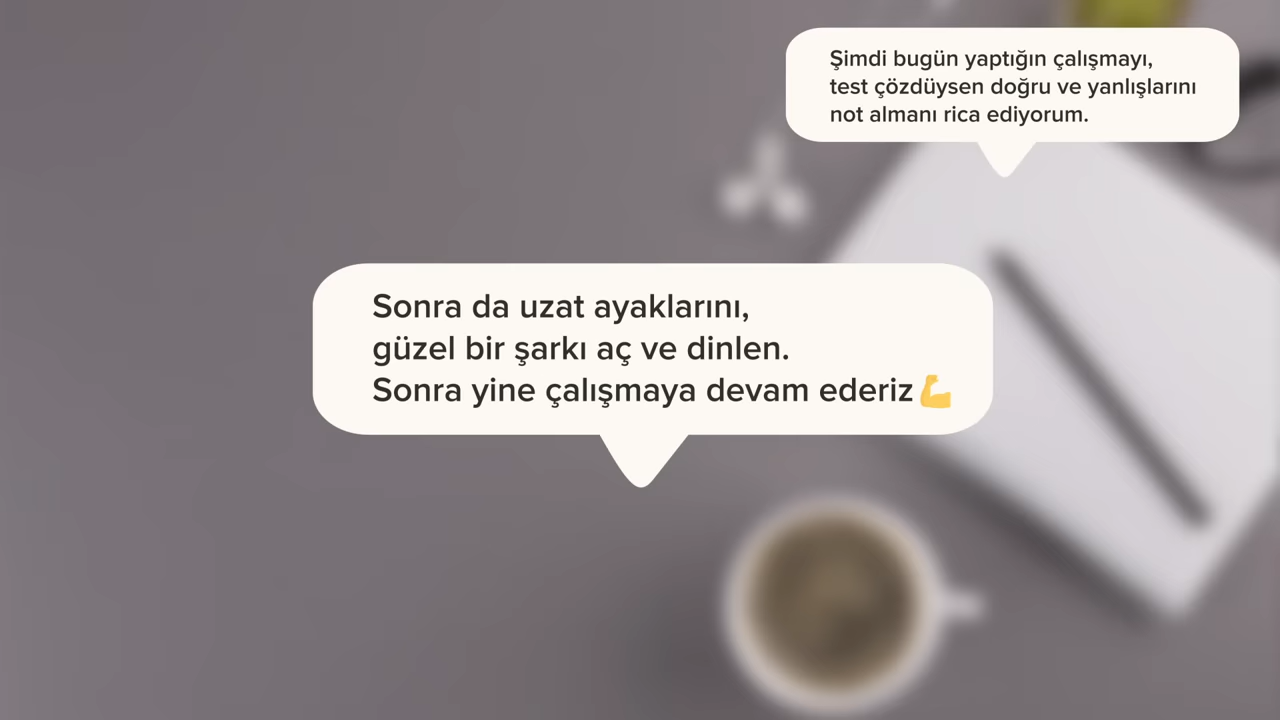 Şimdi bugün yaptığın çalışmayı,
test çözdüysen doğru ve yanlışlarını
not almanı rica ediyorum.
Sonra da uzat ayaklarını,
güzel bir şarkı aç ve dinlen.
Sonra yine çalışmaya devam ederiz💪